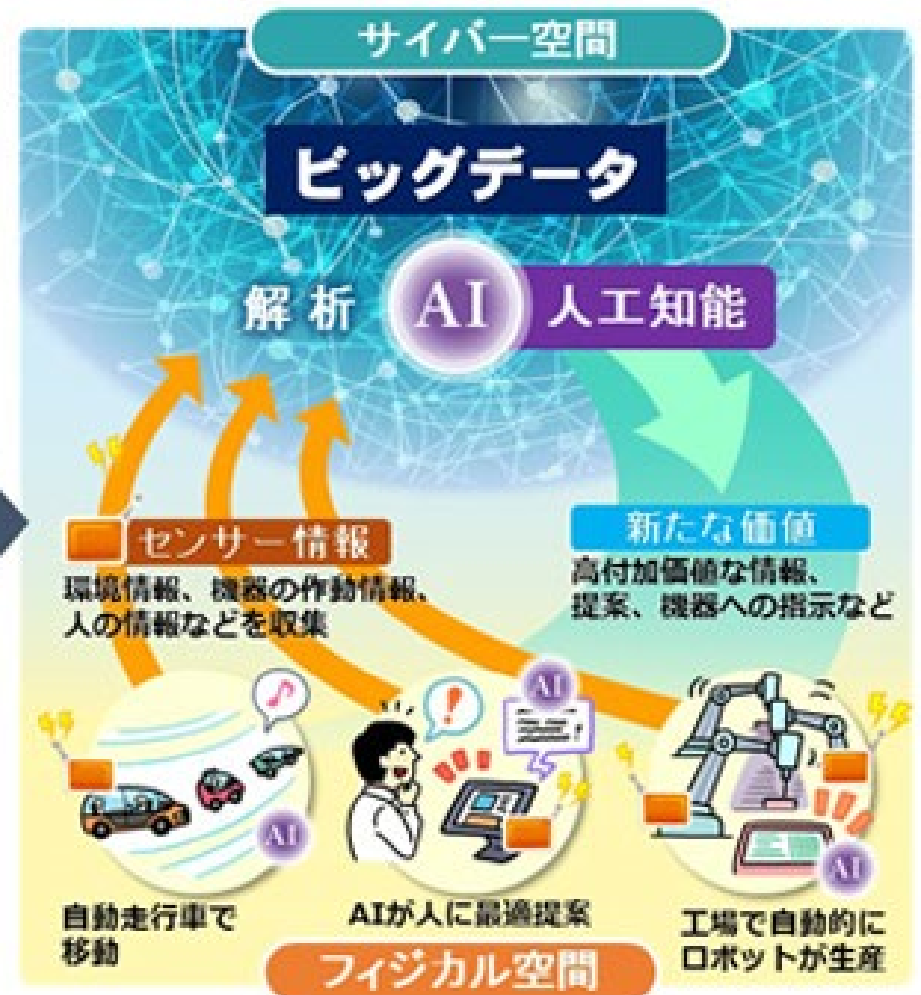 サイバー空間
ビッグデータ
解析 AI 人工知能
センサー情報
環境情報、機器の作動情報、
人の情報などを収集
新たな価値
高付加価値な情報、
提案、機器への指示など
AI
AI
AI
自動走行車で
移動
AIが人に最適提案
工場で自動的に
ロボットが生産
フィジカル空間